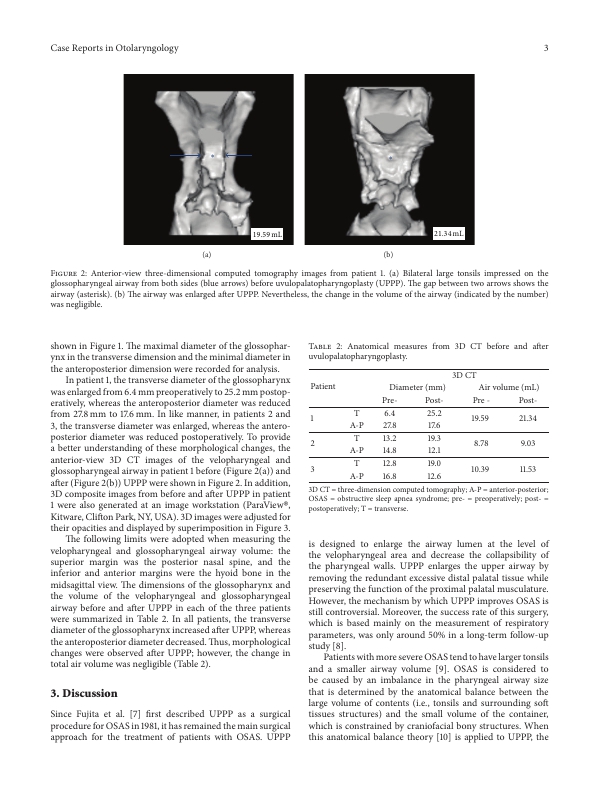 Case Reports in Otolaryngology
3
19.59 mL
21.34 mL
(a)
(b)
Figure 2: Anterior-view three-dimensional computed tomography images from patient 1. (a) Bilateral large tonsils impressed on the
glossopharyngeal airway from both sides (blue arrows) before uvulopalatopharyngoplasty (UPPP). The gap between two arrows shows the
airway (asterisk). (b) The airway was enlarged after UPPP. Nevertheless, the change in the volume of the airway (indicated by the number)
was negligible.
shown in Figure 1. The maximal diameter of the glossophar-
ynx in the transverse dimension and the minimal diameter in
the anteroposterior dimension were recorded for analysis.
In patient 1, the transverse diameter of the glossopharynx
was enlarged from 6.4 mm preoperatively to 25.2 mm postop-
eratively, whereas the anteroposterior diameter was reduced
from 27.8 mm to 17.6 mm. In like manner, in patients 2 and
3, the transverse diameter was enlarged, whereas the antero-
posterior diameter was reduced postoperatively. To provide
a better understanding of these morphological changes, the
anterior-view 3D CT images of the velopharyngeal and
glossopharyngeal airway in patient 1 before (Figure 2(a)) and
after (Figure 2(b)) UPPP were shown in Figure 2. In addition,
3D composite images from before and after UPPP in patient
1 were also generated at an image workstation (ParaView®,
Kitware, Clifton Park, NY, USA). 3D images were adjusted for
their opacities and displayed by superimposition in Figure 3.
The following limits were adopted when measuring the
velopharyngeal and glossopharyngeal airway volume: the
superior margin was the posterior nasal spine, and the
inferior and anterior margins were the hyoid bone in the
midsagittal view. The dimensions of the glossopharynx and
the volume of the velopharyngeal and glossopharyngeal
airway before and after UPPP in each of the three patients
were summarized in Table 2. In all patients, the transverse
diameter of the glossopharynx increased after UPPP, whereas
the anteroposterior diameter decreased. Thus, morphological
changes were observed after UPPP; however, the change in
total air volume was negligible (Table 2).
3. Discussion
Since Fujita et al. [7] first described UPPP as a surgical
procedure for OSAS in 1981, it has remained the main surgical
approach for the treatment of patients with OSAS. UPPP
Table 2: Anatomical measures from 3D CT before and after
uvulopalatopharyngoplasty.
3D CT
Patient Diameter (mm) Air volume (mL)
Pre- Post- Pre - Post-
1 T 6.4 25.2 19.59 21.34
A-P 27.8 17.6
2 T 13.2 19.3 8.78 9.03
A-P 14.8 12.1
3 T 12.8 19.0 10.39 11.53
A-P 16.8 12.6
3D CT = three-dimension computed tomography; A-P = anterior-posterior;
OSAS = obstructive sleep apnea syndrome; pre- = preoperatively; post- =
postoperatively; T = transverse.
is designed to enlarge the airway lumen at the level of
the velopharyngeal area and decrease the collapsibility of
the pharyngeal walls. UPPP enlarges the upper airway by
removing the redundant excessive distal palatal tissue while
preserving the function of the proximal palatal musculature.
However, the mechanism by which UPPP improves OSAS is
still controversial. Moreover, the success rate of this surgery,
which is based mainly on the measurement of respiratory
parameters, was only around 50% in a long-term follow-up
study [8].
Patients with more severe OSAS tend to have larger tonsils
and a smaller airway volume [9]. OSAS is considered to
be caused by an imbalance in the pharyngeal airway size
that is determined by the anatomical balance between the
large volume of contents (i.e., tonsils and surrounding soft
tissues structures) and the small volume of the container,
which is constrained by craniofacial bony structures. When
this anatomical balance theory [10] is applied to UPPP, the